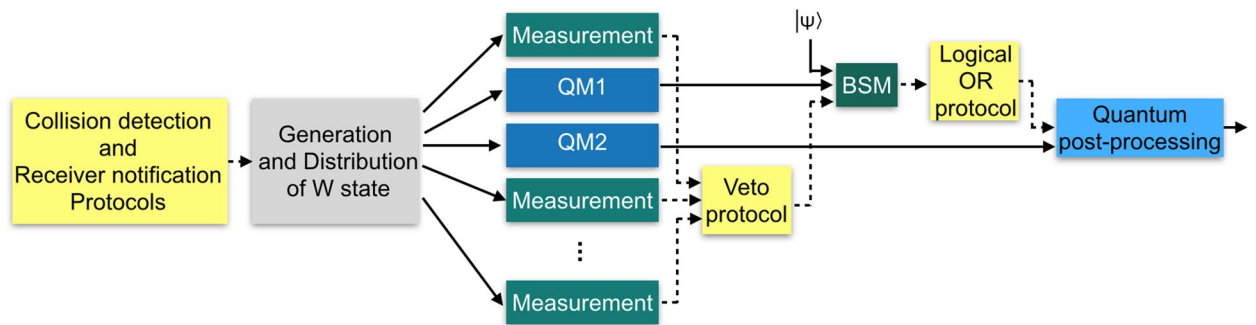 Collision detection
and
Receiver notification
Protocols
Generation
and Distribution
of W state
Measurement
QM1
QM2
Measurement
⋮
Measurement
Veto
protocol
|Ψ⟩
BSM
Logical
OR
protocol
Quantum
post-processing